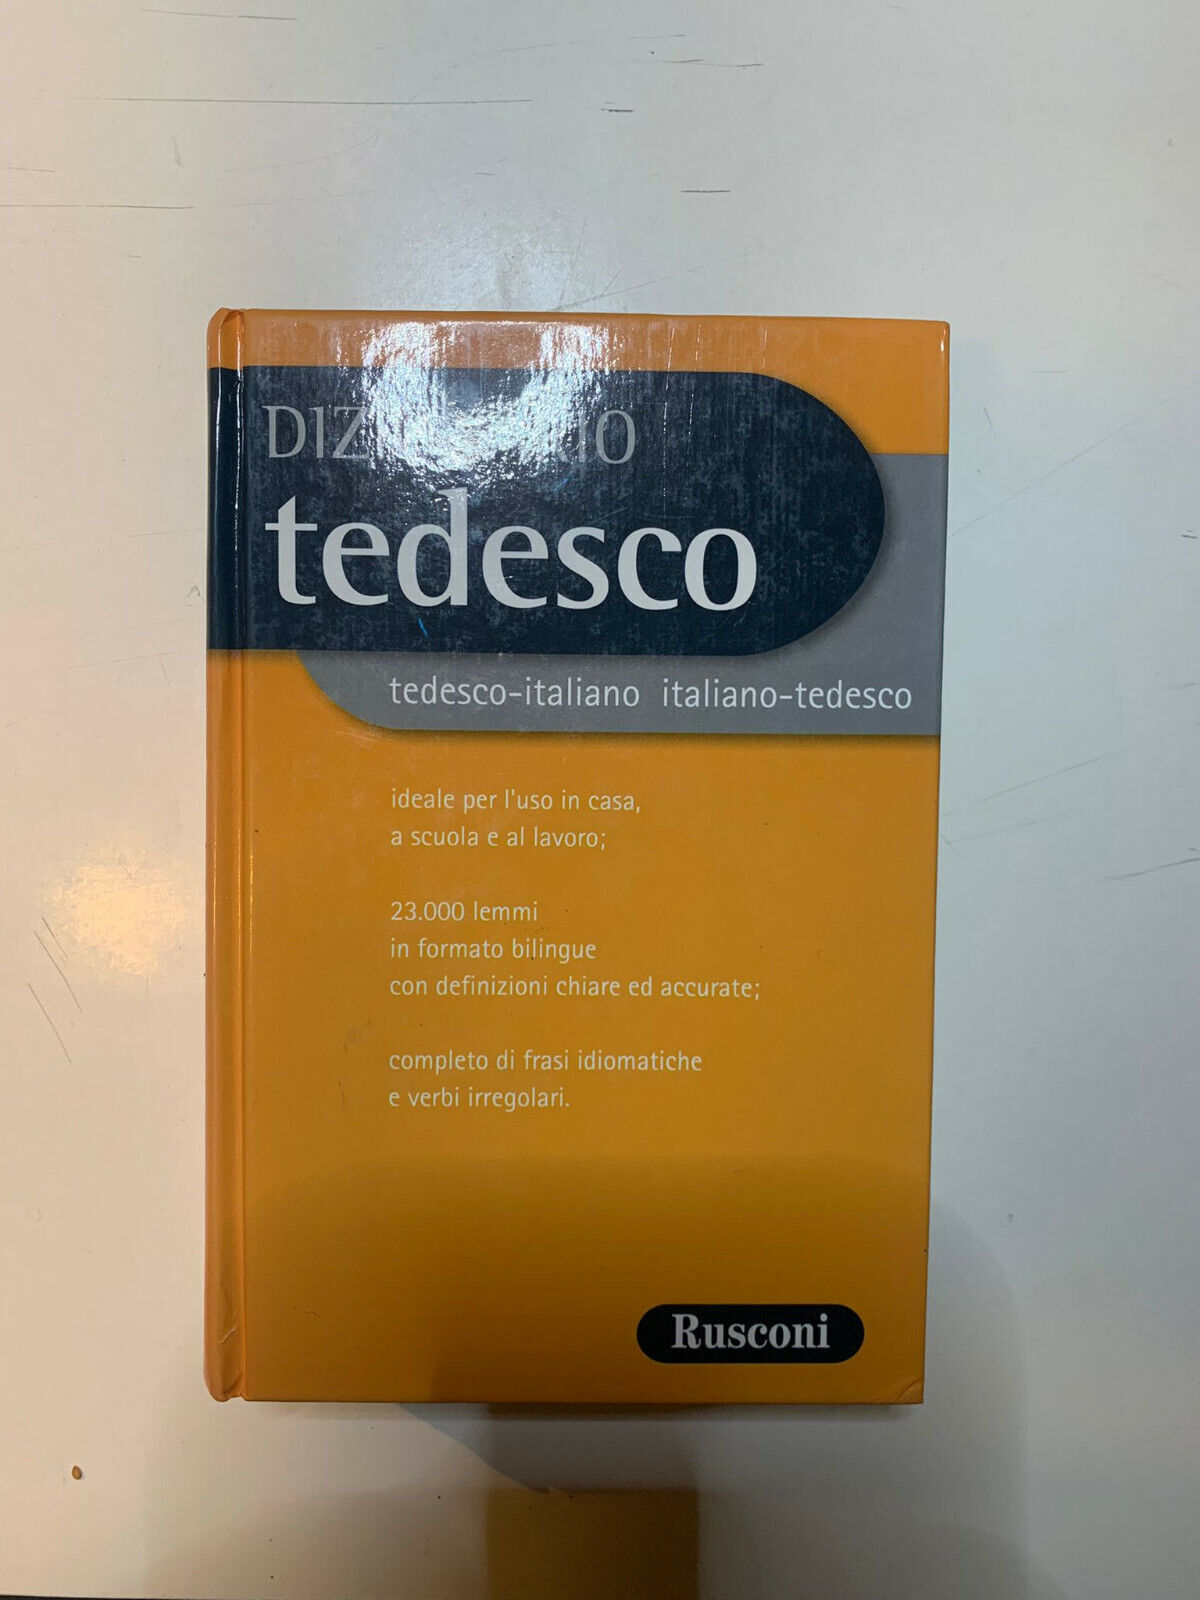 DIZIONARIO
tedesco
tedesco-italiano italiano-tedesco
ideale per l'uso in casa,
a scuola e al lavoro;
23.000 lemmi
in formato bilingue
con definizioni chiare ed accurate;
completo di frasi idiomatiche
e verbi irregolari.
Rusconi